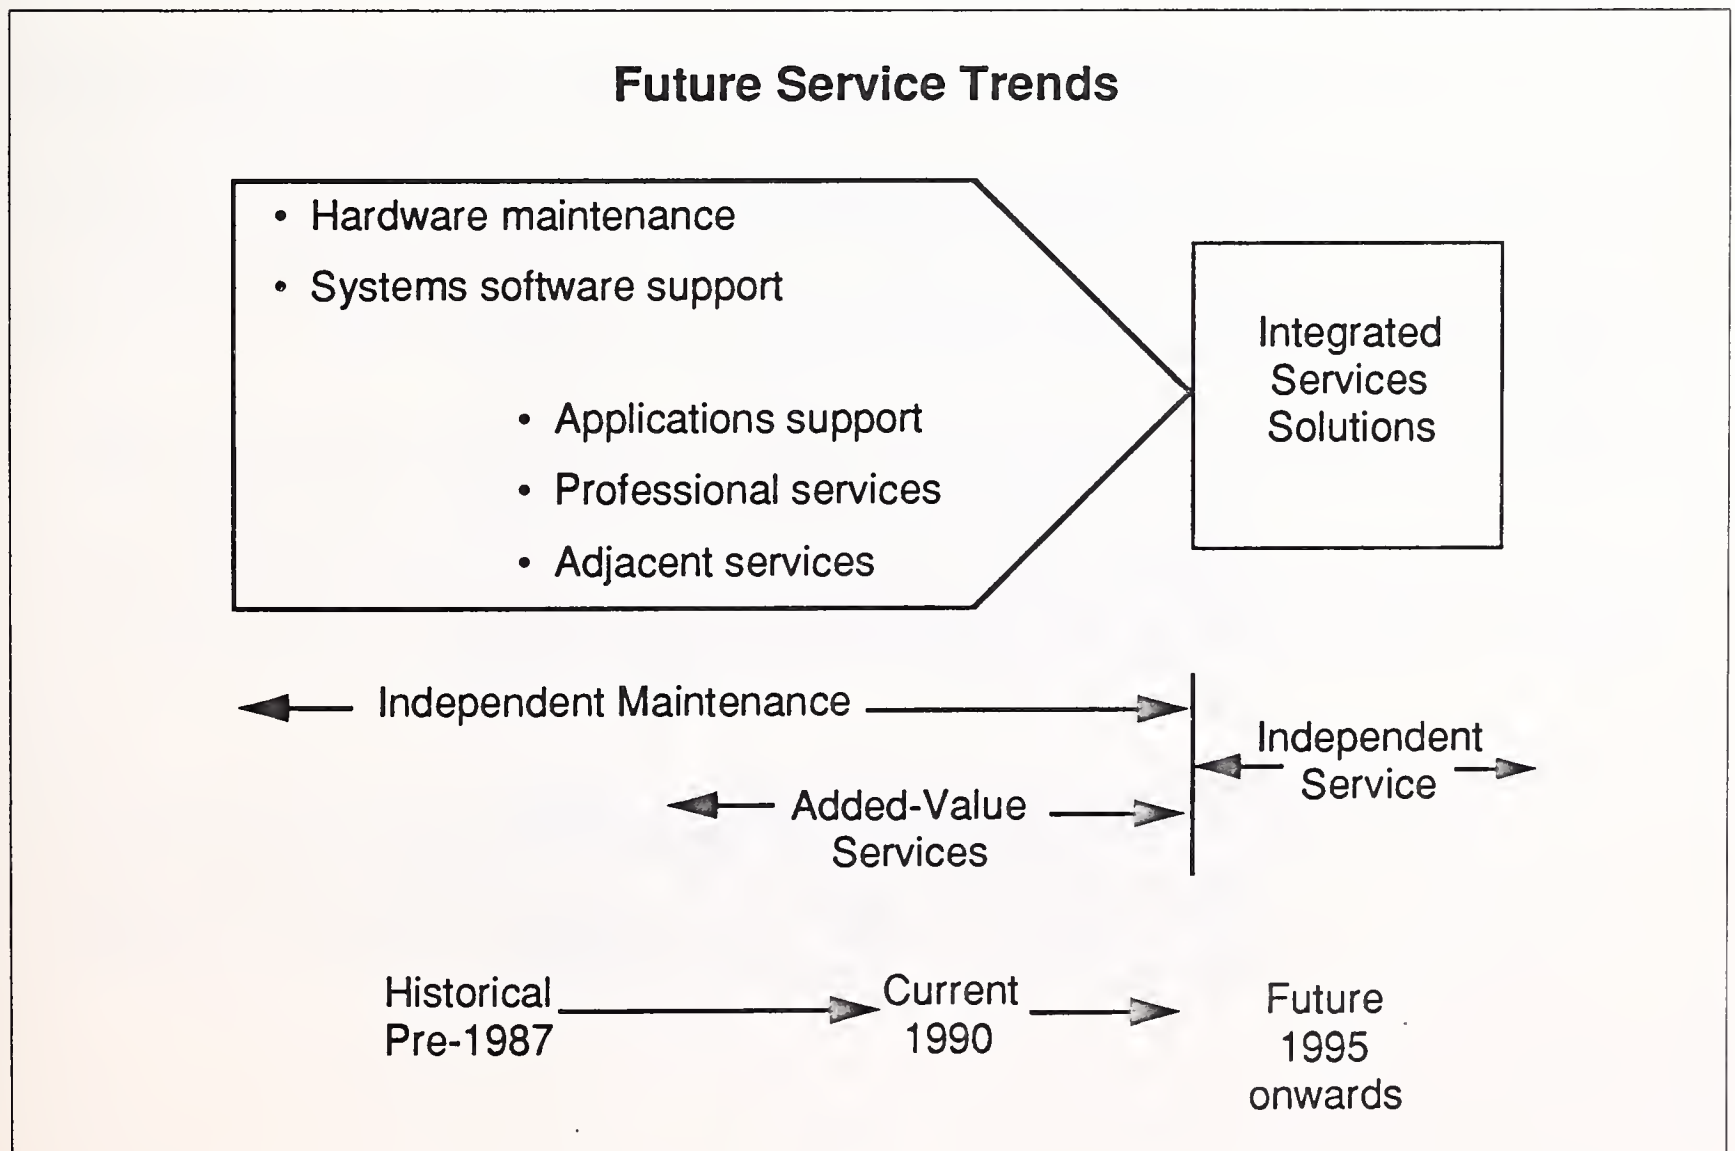 Future Service Trends
• Hardware maintenance
• Systems software support
• Applications support
• Professional services
• Adjacent services
Integrated
Services
Solutions
Independent Maintenance
Added-Value
Services
Independent
Service
Historical
Pre-1987
Current
1990
Future
1995
onwards